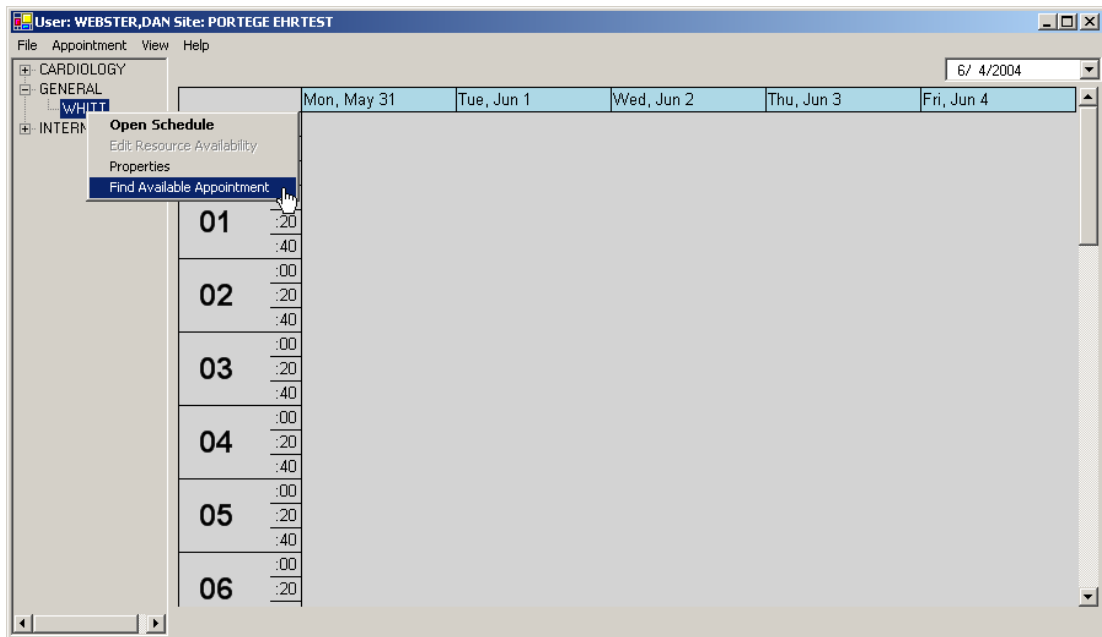 User: WEBSTER,DAN Site: PORTEGE EHRTEST
File Appointment View Help
CARDIOLOGY
GENERAL
WHITT
INTERN
Open Schedule
Edit Resource Availability
Properties
Find Available Appointment
6/ 4/2004
Mon, May 31 Tue, Jun 1 Wed, Jun 2 Thu, Jun 3 Fri, Jun 4
01 :20
:40
:00
02 :20
:40
:00
03 :20
:40
:00
04 :20
:40
:00
05 :20
:40
:00
06 :20